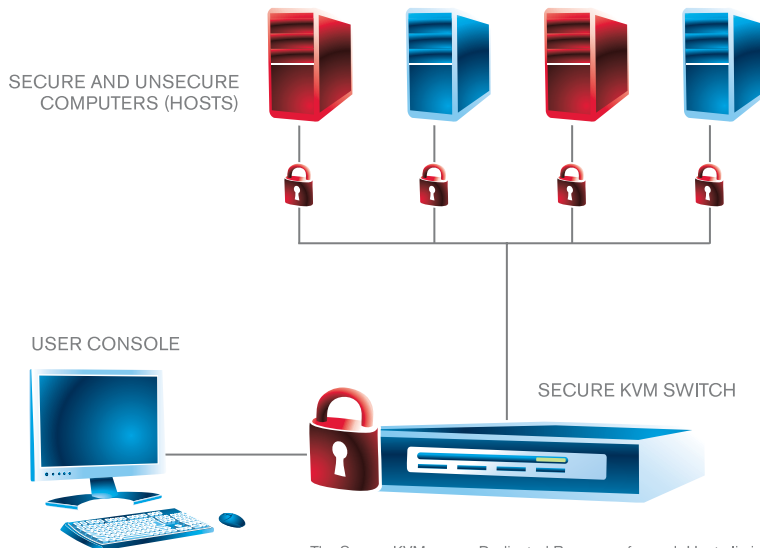 SECURE AND UNSECURE
COMPUTERS (HOSTS)
USER CONSOLE
SECURE KVM SWITCH